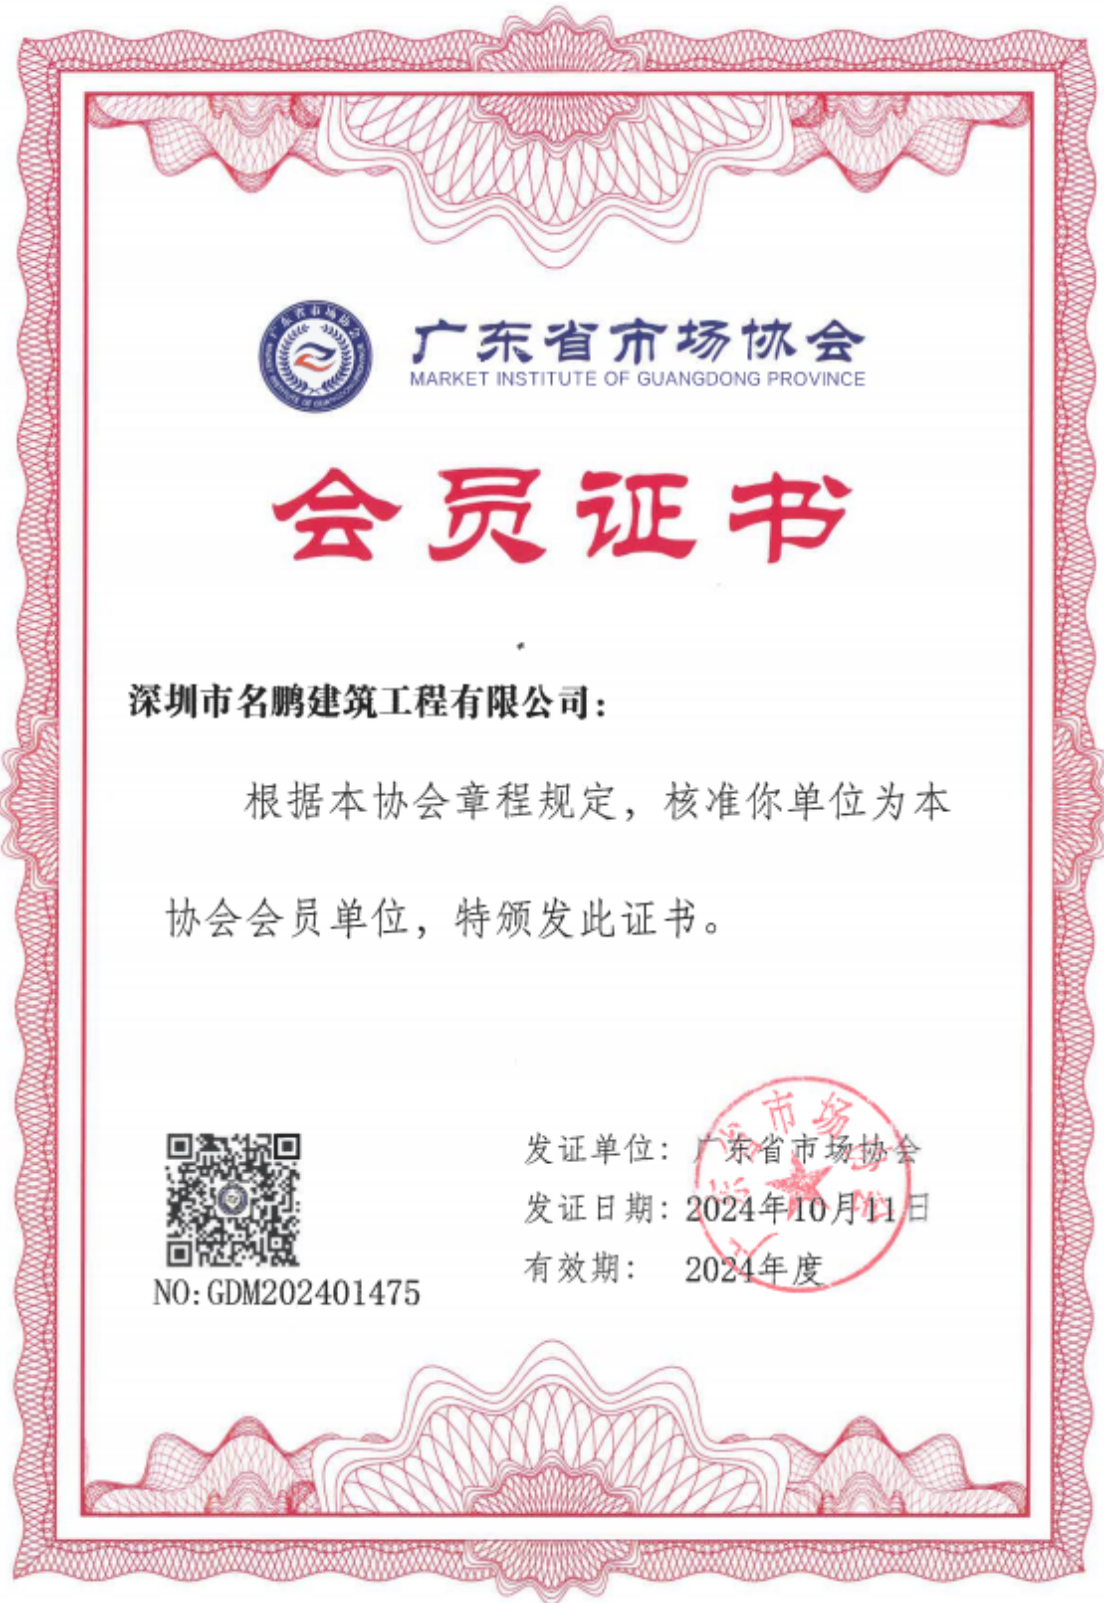 广东省市场协会
MARKET INSTITUTE OF GUANGDONG PROVINCE
会员证书
深圳市名鹏建筑工程有限公司：
根据本协会章程规定，核准你单位为本
协会会员单位，特颁发此证书。
发证单位：广东省市场协会
发证日期：2024年10月11日
有效期： 2024年度
NO:GDM202401475